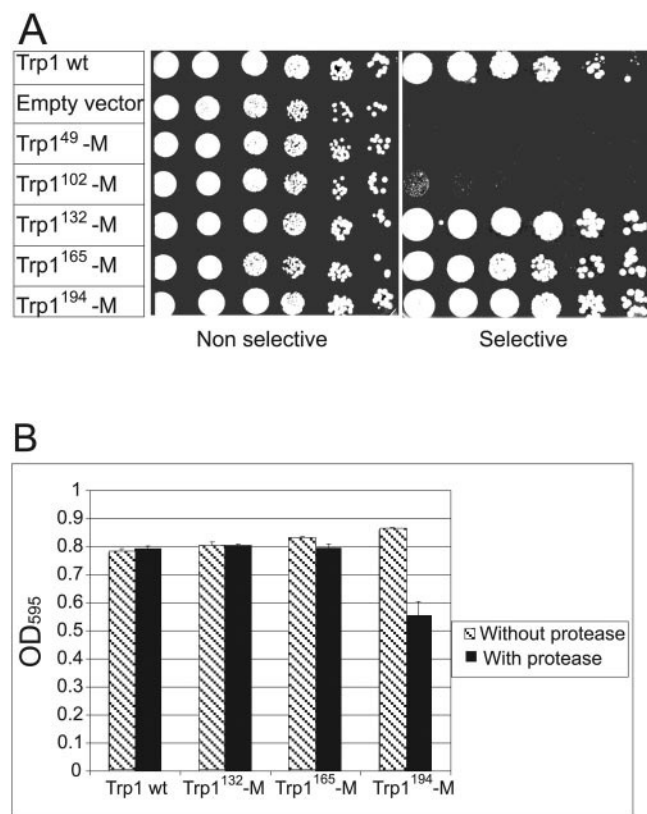 A
Trp1 wt
Empty vector
Trp1⁴⁹ -M
Trp1¹⁰² -M
Trp1¹³² -M
Trp1¹⁶⁵ -M
Trp1¹⁹⁴ -M
Non selective
Selective
B
1
0.9
0.8
0.7
0.6
0.5
0.4
0.3
0.2
0.1
0
OD₅₉₅
Trp1 wt
Trp1¹³²-M
Trp1¹⁶⁵-M
Trp1¹⁹⁴-M
Without protease
With protease